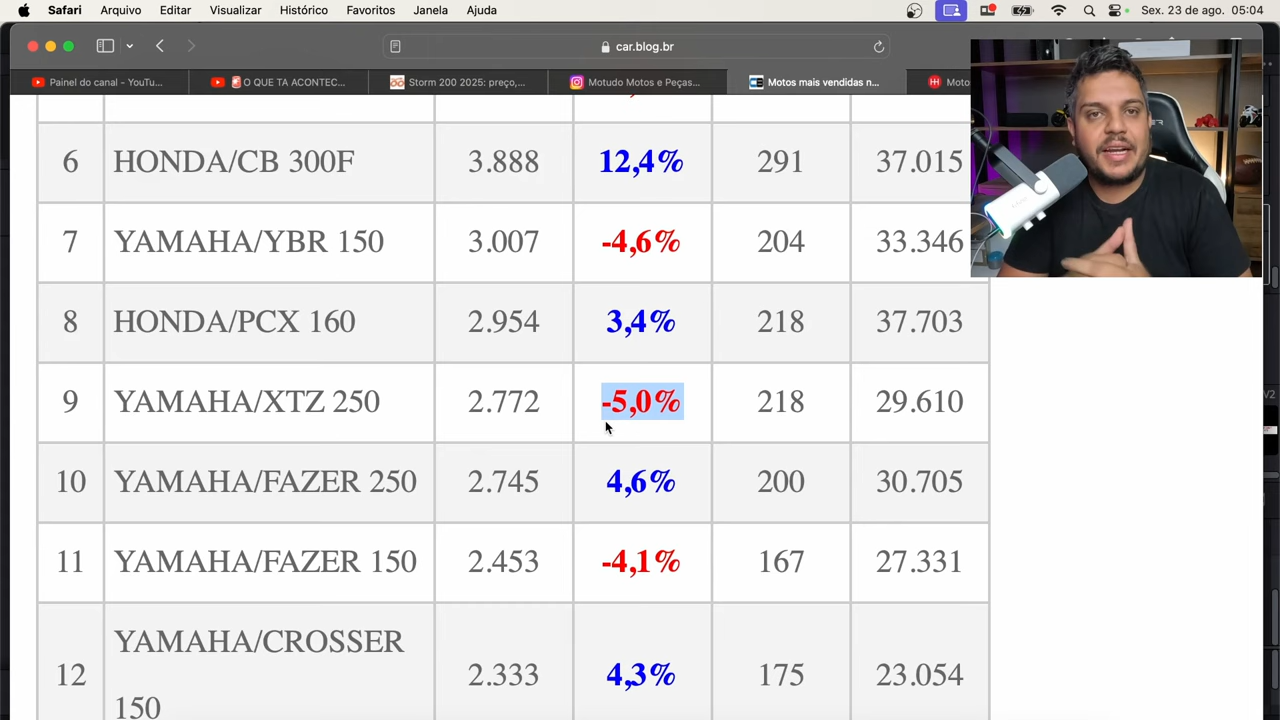 Safari Arquivo Editar Visualizar Histórico Favoritos Janela Ajuda Sex. 23 de ago. 05:04
car.blog.br
Painel do canal - YouTu... O QUE TA ACONTEC... Storm 200 2025: preço,... Motudo Motos e Peças... Motos mais vendidas n... Moto
6 HONDA/CB 300F 3.888 12,4% 291 37.015
7 YAMAHA/YBR 150 3.007 -4,6% 204 33.346
8 HONDA/PCX 160 2.954 3,4% 218 37.703
9 YAMAHA/XTZ 250 2.772 -5,0% 218 29.610
10 YAMAHA/FAZER 250 2.745 4,6% 200 30.705
11 YAMAHA/FAZER 150 2.453 -4,1% 167 27.331
12 YAMAHA/CROSSER 2.333 4,3% 175 23.054
150
V2